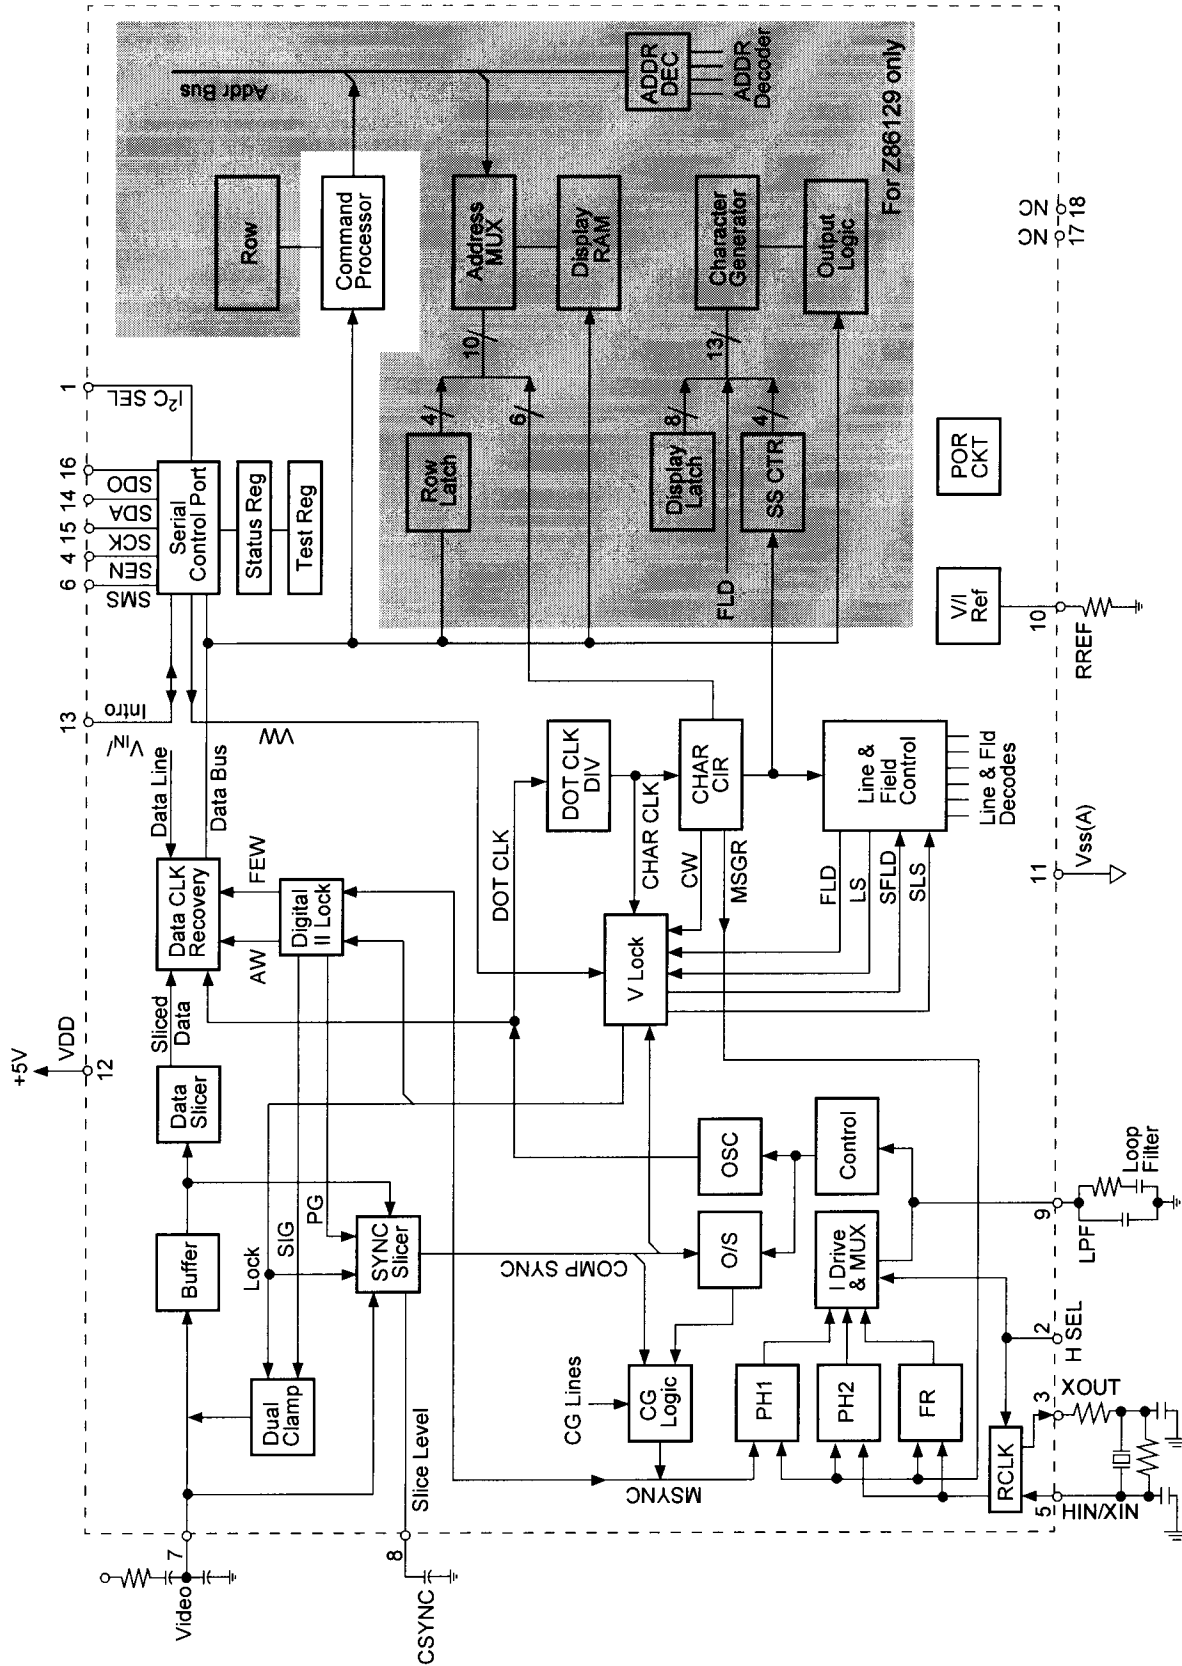 Video
7
CSYNC
8
Slice Level
Buffer
Dual
Clamp
Lock
SIG
PG
SYNC
Slicer
Data
Slicer
Sliced
Data
+5V
VDD
12
Data CLK
Recovery
AW
FEW
Digital
II Lock
Data Line
Data Bus
VIN/
Intro
13
VW
SMS
6
SEN
4
SCK
15
SDA
14
SDO
16
I²C SEL
1
Serial
Control Port
Status Reg
Test Reg
Row
Command
Processor
Addr Bus
ADDR
DEC
ADDR
Decoder
Address
MUX
Display
RAM
Character
Generator
Output
Logic
For Z86129 only
10
13
Row
Latch
4
6
Display
Latch
8
SS CTR
4
FLD
COMP SYNC
CG Lines
CG
Logic
MSYNC
O/S
OSC
Control
I Drive
& MUX
PH1
PH2
FR
RCLK
DOT CLK
DOT CLK
DIV
CHAR CLK
CHAR
CIR
CW
MSGR
V Lock
FLD
LS
SFLD
SLS
Line &
Field
Control
Line & Fld
Decodes
V/I
Ref
POR
CKT
5
HIN/XIN
3
XOUT
2
H SEL
9
LPF
Loop
Filter
11
Vss(A)
10
RREF
17
NC
18
NC